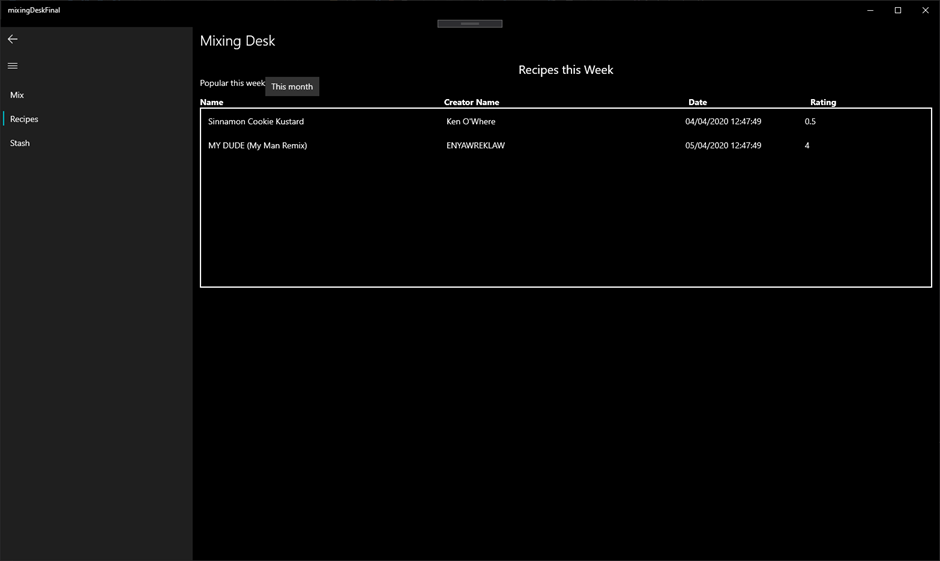 mixingDeskFinal
Mixing Desk
Recipes this Week
Popular this week This month
Name Creator Name Date Rating
Sinnamon Cookie Kustard Ken O'Where 04/04/2020 12:47:49 0.5
MY DUDE (My Man Remix) ENYAWREKLAW 05/04/2020 12:47:49 4
Mix
Recipes
Stash